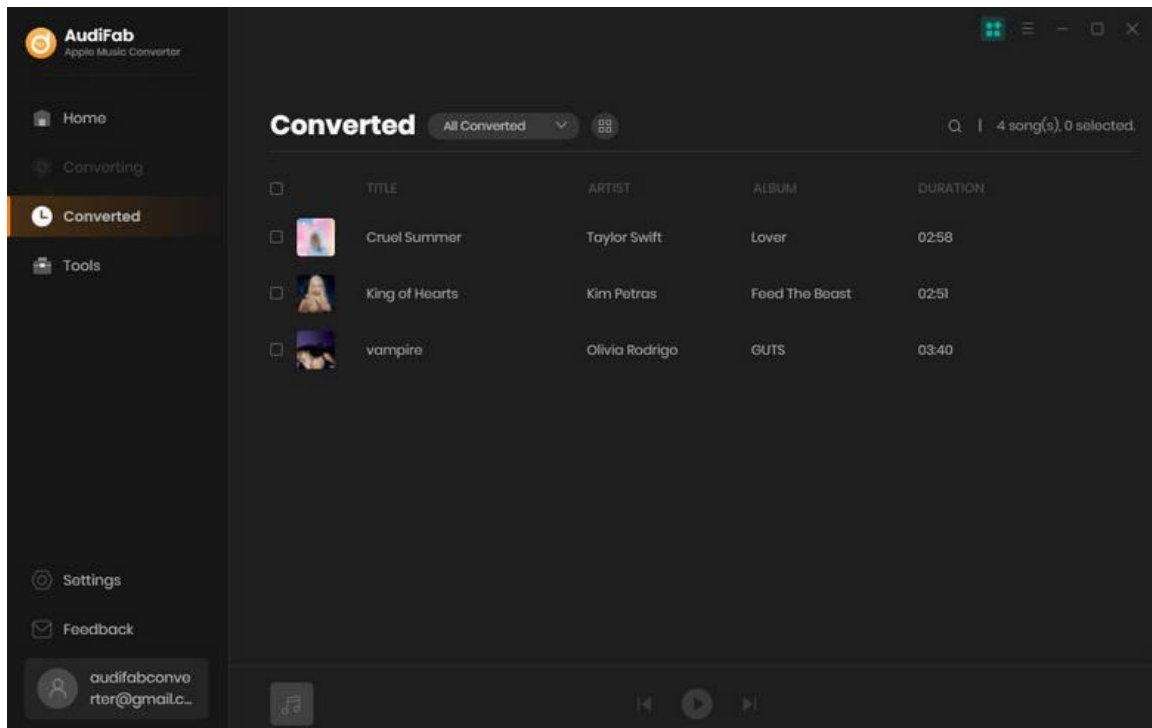 AudiFab
Apple Music Converter
Home
Converting
Converted
Tools
Settings
Feedback
audifabconve
rter@gmail.c...
Converted All Converted 4 song(s), 0 selected.
TITLE ARTIST ALBUM DURATION
Cruel Summer Taylor Swift Lover 02:58
King of Hearts Kim Petras Feed The Beast 02:51
vampire Olivia Rodrigo GUTS 03:40